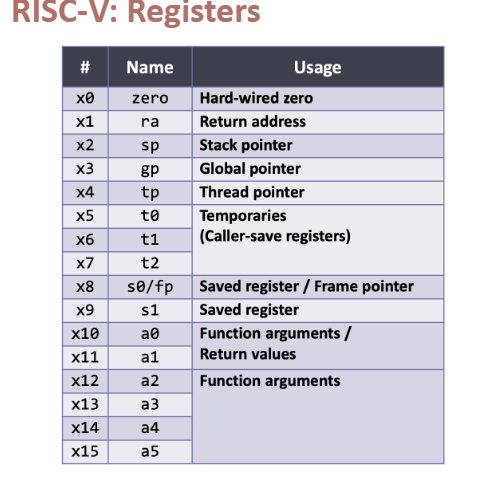 RISC-V: Registers
# Name Usage
x0 zero Hard-wired zero
x1 ra Return address
x2 sp Stack pointer
x3 gp Global pointer
x4 tp Thread pointer
x5 t0 Temporaries
x6 t1 (Caller-save registers)
x7 t2
x8 s0/fp Saved register / Frame pointer
x9 s1 Saved register
x10 a0 Function arguments /
x11 a1 Return values
x12 a2 Function arguments
x13 a3
x14 a4
x15 a5